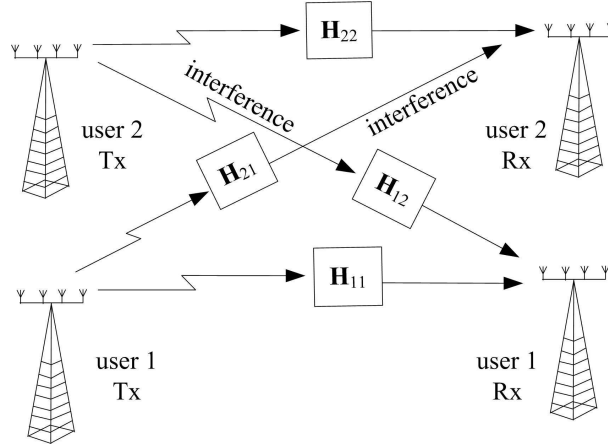 H22
interference
interference
user 2
Tx
user 2
Rx
H21
H12
H11
user 1
Tx
user 1
Rx